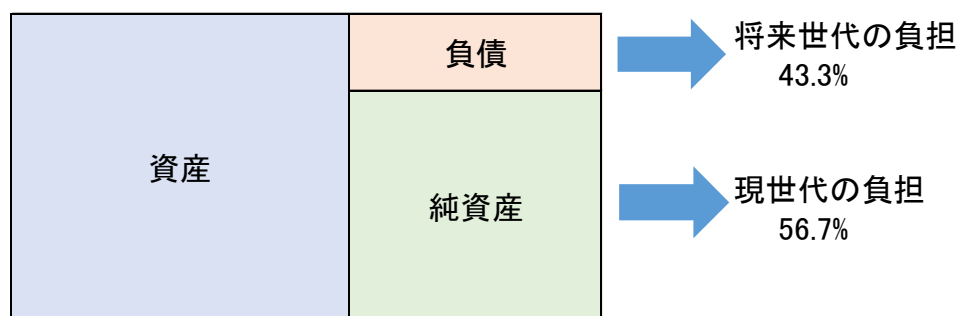 資産
負債
純資産
将来世代の負担
43.3%
現世代の負担
56.7%